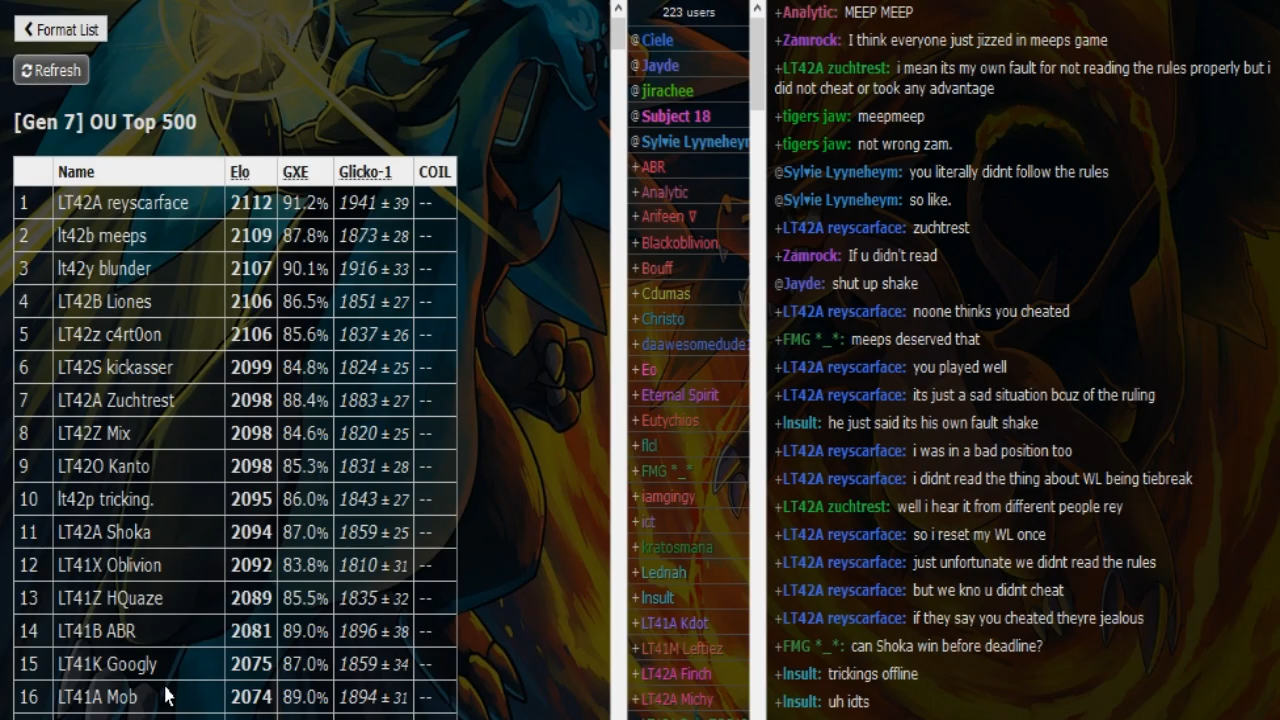 Format List
Refresh
[Gen 7] OU Top 500
Name Elo GXE Glicko-1 COIL
1 LT42A reyscarface 2112 91.2% 1941 ± 39 --
2 lt42b meeps 2109 87.8% 1873 ± 28 --
3 lt42y blunder 2107 90.1% 1916 ± 33 --
4 LT42B Liones 2106 86.5% 1851 ± 27 --
5 LT42z c4rt0on 2106 85.6% 1837 ± 26 --
6 LT42S kickasser 2099 84.8% 1824 ± 25 --
7 LT42A Zuchtrest 2098 88.4% 1883 ± 27 --
8 LT42Z Mix 2098 84.6% 1820 ± 25 --
9 LT42O Kanto 2098 85.3% 1831 ± 28 --
10 lt42p tricking. 2095 86.0% 1843 ± 27 --
11 LT42A Shoka 2094 87.0% 1859 ± 25 --
12 LT41X Oblivion 2092 83.8% 1810 ± 31 --
13 LT41Z HQuaze 2089 85.5% 1835 ± 32 --
14 LT41B ABR 2081 89.0% 1896 ± 38 --
15 LT41K Googly 2075 87.0% 1859 ± 34 --
16 LT41A Mob 2074 89.0% 1894 ± 31 --
223 users
@Ciele
@Jayde
@jirachee
@Subject 18
@Sylvie Lyyneheym
+ABR
+Analytic
+Arifeen ∇
+Blackoblivion
+Bouff
+Cdumas
+Christo
+daawesomedude
+Eo
+Eternal Spirit
+Eutychios
+flcl
+FMG *_*
+iamgingy
+ict
+kratosmana
+Lednah
+Insult
+LT41A Kdot
+LT41M Leftiez
+LT42A Finch
+LT42A Michy
+Analytic: MEEP MEEP
+Zamrock: I think everyone just jizzed in meeps game
+LT42A zuchtrest: i mean its my own fault for not reading the rules properly but i
did not cheat or took any advantage
+tigers jaw: meepmeep
+tigers jaw: not wrong zam.
@Syl♥ie Lyyneheym: you literally didnt follow the rules
@Syl♥ie Lyyneheym: so like.
+LT42A reyscarface: zuchtrest
+Zamrock: If u didn't read
@Jayde: shut up shake
+LT42A reyscarface: noone thinks you cheated
+FMG *_*: meeps deserved that
+LT42A reyscarface: you played well
+LT42A reyscarface: its just a sad situation bcuz of the ruling
+Insult: he just said its his own fault shake
+LT42A reyscarface: i was in a bad position too
+LT42A reyscarface: i didnt read the thing about WL being tiebreak
+LT42A zuchtrest: well i hear it from different people rey
+LT42A reyscarface: so i reset my WL once
+LT42A reyscarface: just unfortunate we didnt read the rules
+LT42A reyscarface: but we kno u didnt cheat
+LT42A reyscarface: if they say you cheated theyre jealous
+FMG *_*: can Shoka win before deadline?
+Insult: trickings offline
+Insult: uh idts